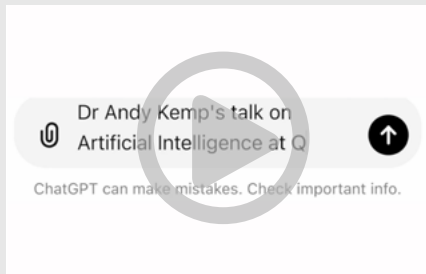 Dr Andy Kemp's talk on
Artificial Intelligence at Q
ChatGPT can make mistakes. Check important info.